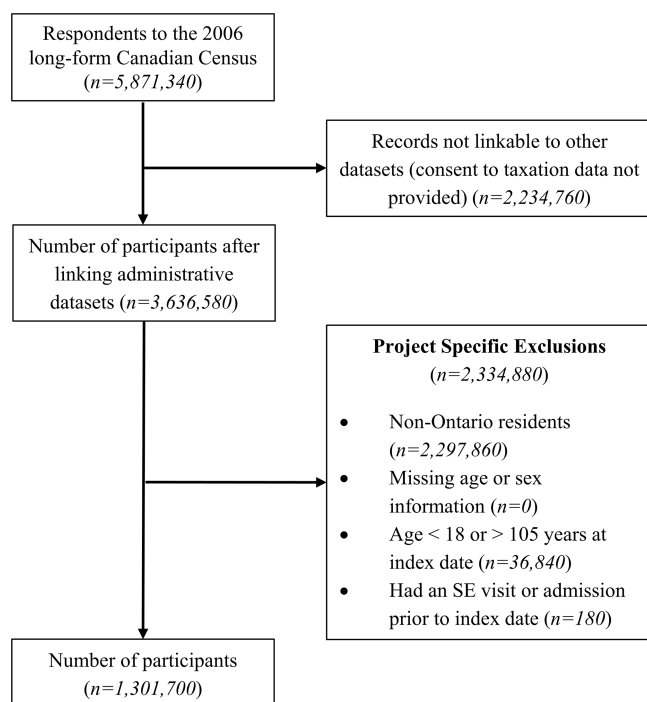 Respondents to the 2006
long-form Canadian Census
(n=5,871,340)
Records not linkable to other
datasets (consent to taxation data not
provided) (n=2,234,760)
Number of participants after
linking administrative
datasets (n=3,636,580)
Project Specific Exclusions
(n=2,334,880)
• Non-Ontario residents
(n=2,297,860)
• Missing age or sex
information (n=0)
• Age < 18 or > 105 years at
index date (n=36,840)
• Had an SE visit or admission
prior to index date (n=180)
Number of participants
(n=1,301,700)